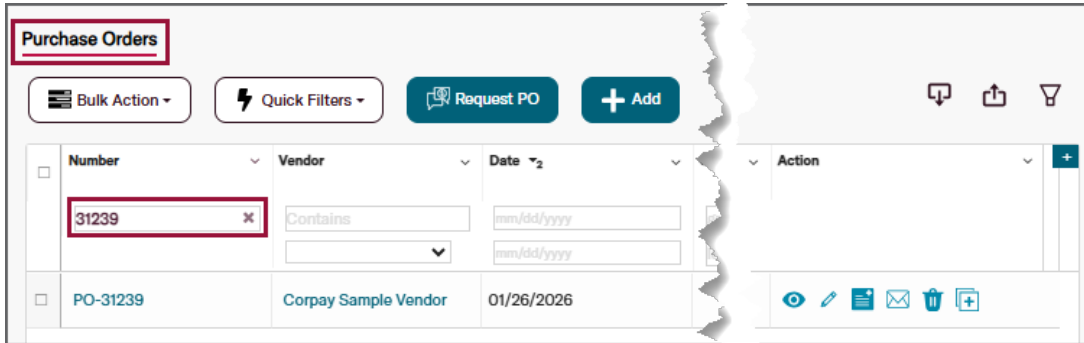 Purchase Orders
Bulk Action
Quick Filters
Request PO
Add
Number Vendor Date 2 Action
31239 Contains mm/dd/yyyy
mm/dd/yyyy
PO-31239 Corpay Sample Vendor 01/26/2026